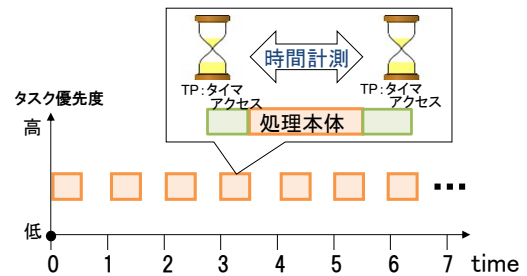 時間計測
TP:タイマ
アクセス
TP:タイマ
アクセス
処理本体
タスク優先度
高
低
0 1 2 3 4 5 6 7 time